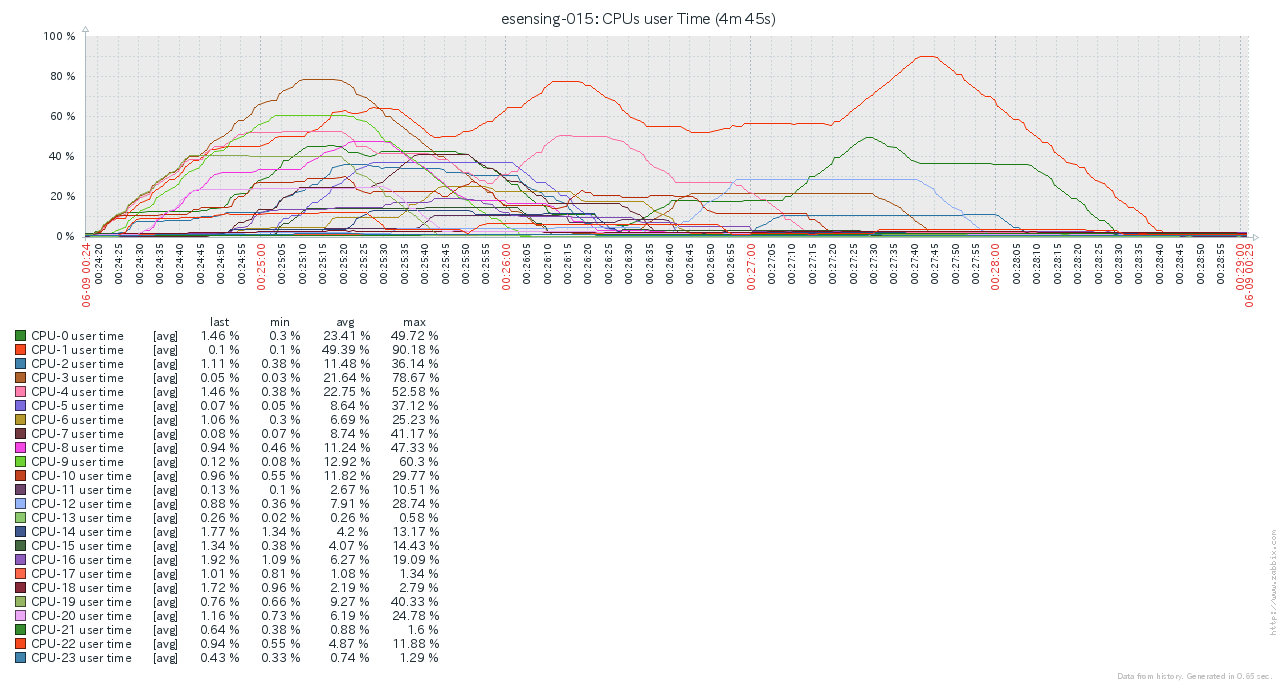 esensing-015: CPUs user Time (4m 45s)
100 %
80 %
60 %
40 %
20 %
0 %
06-09 00:24 00:24:20 00:24:25 00:24:30 00:24:35 00:24:40 00:24:45 00:24:50 00:24:55 00:25:00 00:25:05 00:25:10 00:25:15 00:25:20 00:25:25 00:25:30 00:25:35 00:25:40 00:25:45 00:25:50 00:25:55 00:26:00 00:26:05 00:26:10 00:26:15 00:26:20 00:26:25 00:26:30 00:26:35 00:26:40 00:26:45 00:26:50 00:26:55 00:27:00 00:27:05 00:27:10 00:27:15 00:27:20 00:27:25 00:27:30 00:27:35 00:27:40 00:27:45 00:27:50 00:27:55 00:28:00 00:28:05 00:28:10 00:28:15 00:28:20 00:28:25 00:28:30 00:28:35 00:28:40 00:28:45 00:28:50 00:28:55 00:29:00 06-09 00:29
last min avg max
CPU-0 user time [avg] 1.46 % 0.3 % 23.41 % 49.72 %
CPU-1 user time [avg] 0.1 % 0.1 % 49.39 % 90.18 %
CPU-2 user time [avg] 1.11 % 0.38 % 11.48 % 36.14 %
CPU-3 user time [avg] 0.05 % 0.03 % 21.64 % 78.67 %
CPU-4 user time [avg] 1.46 % 0.38 % 22.75 % 52.58 %
CPU-5 user time [avg] 0.07 % 0.05 % 8.64 % 37.12 %
CPU-6 user time [avg] 1.06 % 0.3 % 6.69 % 25.23 %
CPU-7 user time [avg] 0.08 % 0.07 % 8.74 % 41.17 %
CPU-8 user time [avg] 0.94 % 0.46 % 11.24 % 47.33 %
CPU-9 user time [avg] 0.12 % 0.08 % 12.92 % 60.3 %
CPU-10 user time [avg] 0.96 % 0.55 % 11.82 % 29.77 %
CPU-11 user time [avg] 0.13 % 0.1 % 2.67 % 10.51 %
CPU-12 user time [avg] 0.88 % 0.36 % 7.91 % 28.74 %
CPU-13 user time [avg] 0.26 % 0.02 % 0.26 % 0.58 %
CPU-14 user time [avg] 1.77 % 1.34 % 4.2 % 13.17 %
CPU-15 user time [avg] 1.34 % 0.38 % 4.07 % 14.43 %
CPU-16 user time [avg] 1.92 % 1.09 % 6.27 % 19.09 %
CPU-17 user time [avg] 1.01 % 0.81 % 1.08 % 1.34 %
CPU-18 user time [avg] 1.72 % 0.96 % 2.19 % 2.79 %
CPU-19 user time [avg] 0.76 % 0.66 % 9.27 % 40.33 %
CPU-20 user time [avg] 1.16 % 0.73 % 6.19 % 24.78 %
CPU-21 user time [avg] 0.64 % 0.38 % 0.88 % 1.6 %
CPU-22 user time [avg] 0.94 % 0.55 % 4.87 % 11.88 %
CPU-23 user time [avg] 0.43 % 0.33 % 0.74 % 1.29 %
http://www.zabbix.com
Data from history. Generated in 0.65 sec.